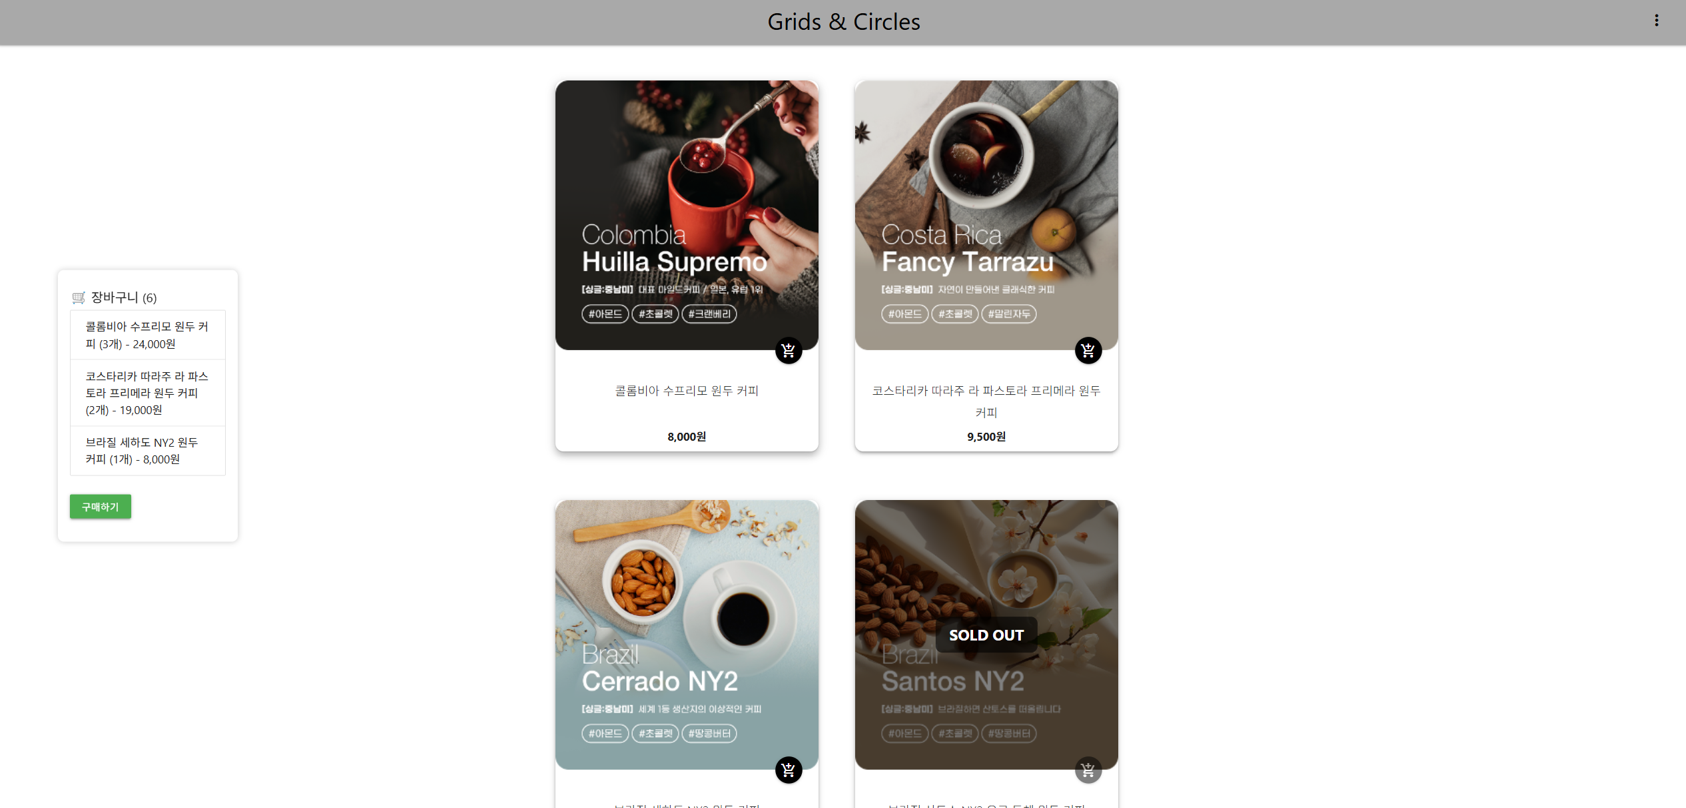 Grids & Circles
Colombia
Huilla Supremo
[싱글:중남미] 대표 마일드커피 / 일본, 유럽 1위
#아몬드 #초콜렛 #크랜베리
콜롬비아 수프리모 원두 커피
8,000원
Costa Rica
Fancy Tarrazu
[싱글:중남미] 자연이 만들어낸 클래식한 커피
#아몬드 #초콜렛 #말린자두
코스타리카 따라주 라 파스토라 프리메라 원두
커피
9,500원
장바구니 (6)
콜롬비아 수프리모 원두 커
피 (3개) - 24,000원
코스타리카 따라주 라 파스
토라 프리메라 원두 커피
(2개) - 19,000원
브라질 세하도 NY2 원두
커피 (1개) - 8,000원
구매하기
Brazil
Cerrado NY2
[싱글:중남미] 세계 1등 생산지의 이상적인 커피
#아몬드 #초콜렛 #땅콩버터
SOLD OUT
Brazil
Santos NY2
[싱글:중남미] 브라질하면 산토스를 떠올립니다
#아몬드 #초콜렛 #땅콩버터